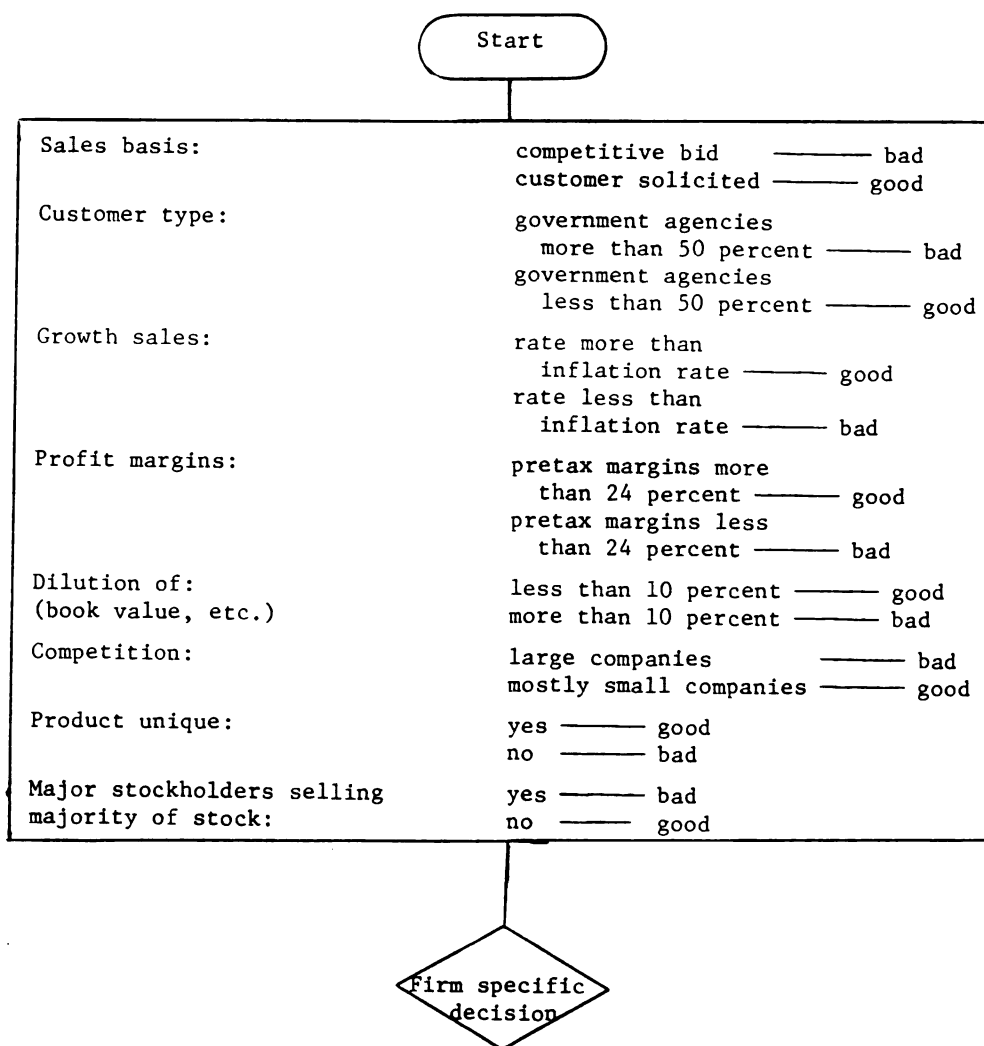 Start
Sales basis: competitive bid ——— bad
customer solicited ——— good
Customer type: government agencies
more than 50 percent ——— bad
government agencies
less than 50 percent ——— good
Growth sales: rate more than
inflation rate ——— good
rate less than
inflation rate ——— bad
Profit margins: pretax margins more
than 24 percent ——— good
pretax margins less
than 24 percent ——— bad
Dilution of: less than 10 percent ——— good
(book value, etc.) more than 10 percent ——— bad
Competition: large companies ——— bad
mostly small companies ——— good
Product unique: yes ——— good
no ——— bad
Major stockholders selling yes ——— bad
majority of stock: no ——— good
Firm specific
decision